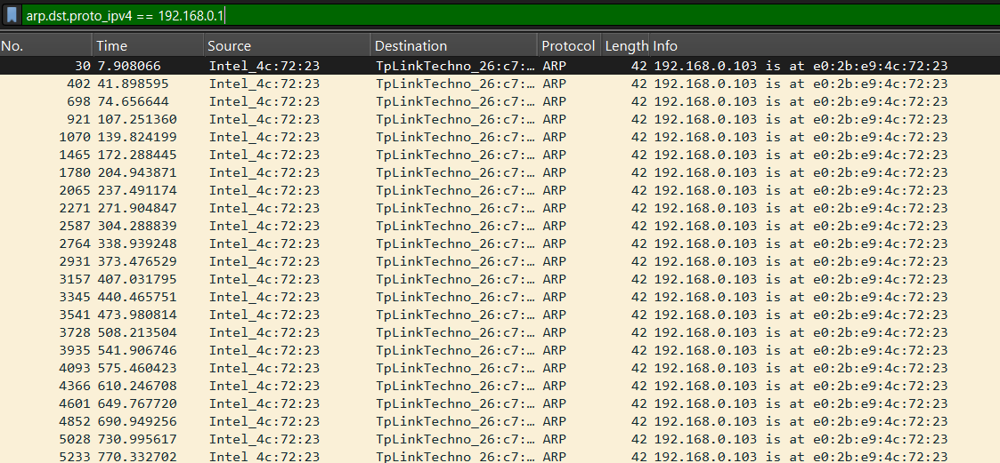 arp.dst.proto_ipv4 == 192.168.0.1
No. Time Source Destination Protocol Length Info
30 7.908066 Intel_4c:72:23 TpLinkTechno_26:c7:… ARP 42 192.168.0.103 is at e0:2b:e9:4c:72:23
402 41.898595 Intel_4c:72:23 TpLinkTechno_26:c7:… ARP 42 192.168.0.103 is at e0:2b:e9:4c:72:23
698 74.656644 Intel_4c:72:23 TpLinkTechno_26:c7:… ARP 42 192.168.0.103 is at e0:2b:e9:4c:72:23
921 107.251360 Intel_4c:72:23 TpLinkTechno_26:c7:… ARP 42 192.168.0.103 is at e0:2b:e9:4c:72:23
1070 139.824199 Intel_4c:72:23 TpLinkTechno_26:c7:… ARP 42 192.168.0.103 is at e0:2b:e9:4c:72:23
1465 172.288445 Intel_4c:72:23 TpLinkTechno_26:c7:… ARP 42 192.168.0.103 is at e0:2b:e9:4c:72:23
1780 204.943871 Intel_4c:72:23 TpLinkTechno_26:c7:… ARP 42 192.168.0.103 is at e0:2b:e9:4c:72:23
2065 237.491174 Intel_4c:72:23 TpLinkTechno_26:c7:… ARP 42 192.168.0.103 is at e0:2b:e9:4c:72:23
2271 271.904847 Intel_4c:72:23 TpLinkTechno_26:c7:… ARP 42 192.168.0.103 is at e0:2b:e9:4c:72:23
2587 304.288839 Intel_4c:72:23 TpLinkTechno_26:c7:… ARP 42 192.168.0.103 is at e0:2b:e9:4c:72:23
2764 338.939248 Intel_4c:72:23 TpLinkTechno_26:c7:… ARP 42 192.168.0.103 is at e0:2b:e9:4c:72:23
2931 373.476529 Intel_4c:72:23 TpLinkTechno_26:c7:… ARP 42 192.168.0.103 is at e0:2b:e9:4c:72:23
3157 407.031795 Intel_4c:72:23 TpLinkTechno_26:c7:… ARP 42 192.168.0.103 is at e0:2b:e9:4c:72:23
3345 440.465751 Intel_4c:72:23 TpLinkTechno_26:c7:… ARP 42 192.168.0.103 is at e0:2b:e9:4c:72:23
3541 473.980814 Intel_4c:72:23 TpLinkTechno_26:c7:… ARP 42 192.168.0.103 is at e0:2b:e9:4c:72:23
3728 508.213504 Intel_4c:72:23 TpLinkTechno_26:c7:… ARP 42 192.168.0.103 is at e0:2b:e9:4c:72:23
3935 541.906746 Intel_4c:72:23 TpLinkTechno_26:c7:… ARP 42 192.168.0.103 is at e0:2b:e9:4c:72:23
4093 575.460423 Intel_4c:72:23 TpLinkTechno_26:c7:… ARP 42 192.168.0.103 is at e0:2b:e9:4c:72:23
4366 610.246708 Intel_4c:72:23 TpLinkTechno_26:c7:… ARP 42 192.168.0.103 is at e0:2b:e9:4c:72:23
4601 649.767720 Intel_4c:72:23 TpLinkTechno_26:c7:… ARP 42 192.168.0.103 is at e0:2b:e9:4c:72:23
4852 690.949256 Intel_4c:72:23 TpLinkTechno_26:c7:… ARP 42 192.168.0.103 is at e0:2b:e9:4c:72:23
5028 730.995617 Intel_4c:72:23 TpLinkTechno_26:c7:… ARP 42 192.168.0.103 is at e0:2b:e9:4c:72:23
5233 770.332702 Intel_4c:72:23 TpLinkTechno_26:c7:… ARP 42 192.168.0.103 is at e0:2b:e9:4c:72:23